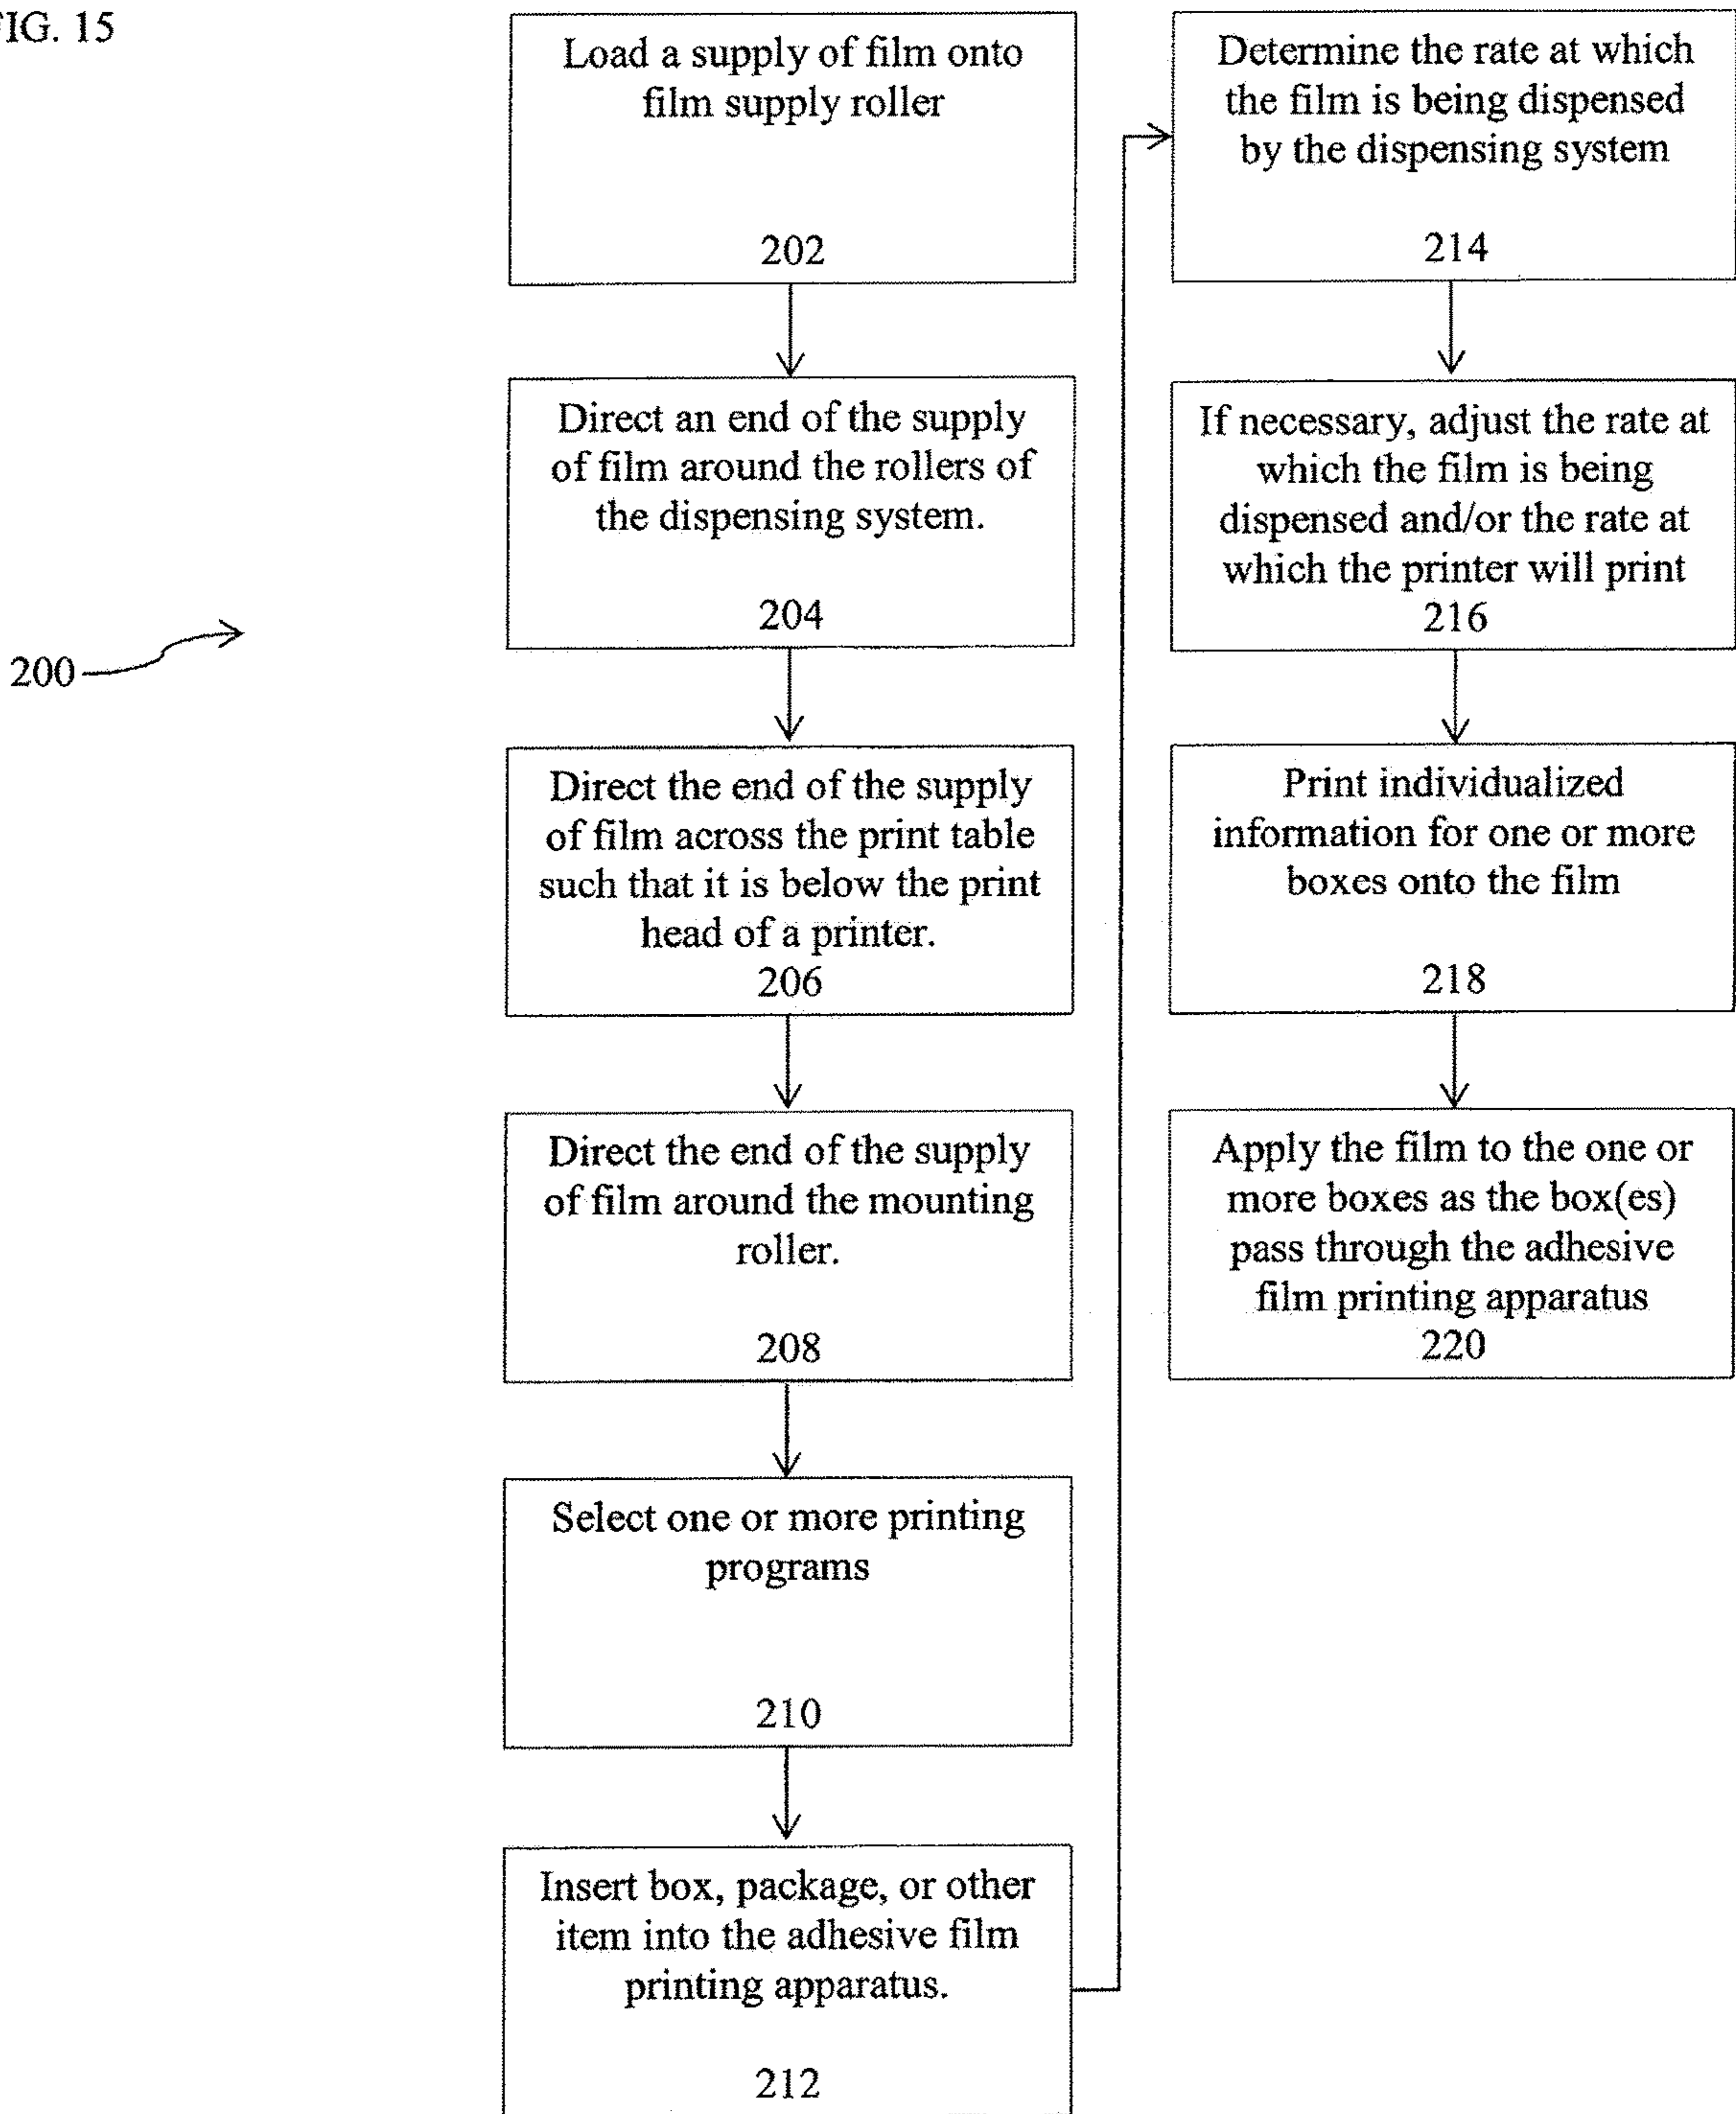 FIG. 15
Load a supply of film onto
film supply roller
202
Direct an end of the supply
of film around the rollers of
the dispensing system.
204
200
Direct the end of the supply
of film across the print table
such that it is below the print
head of a printer.
206
Direct the end of the supply
of film around the mounting
roller.
208
Select one or more printing
programs
210
Insert box, package, or other
item into the adhesive film
printing apparatus.
212
Determine the rate at which
the film is being dispensed
by the dispensing system
214
If necessary, adjust the rate at
which the film is being
dispensed and/or the rate at
which the printer will print
216
Print individualized
information for one or more
boxes onto the film
218
Apply the film to the one or
more boxes as the box(es)
pass through the adhesive
film printing apparatus
220